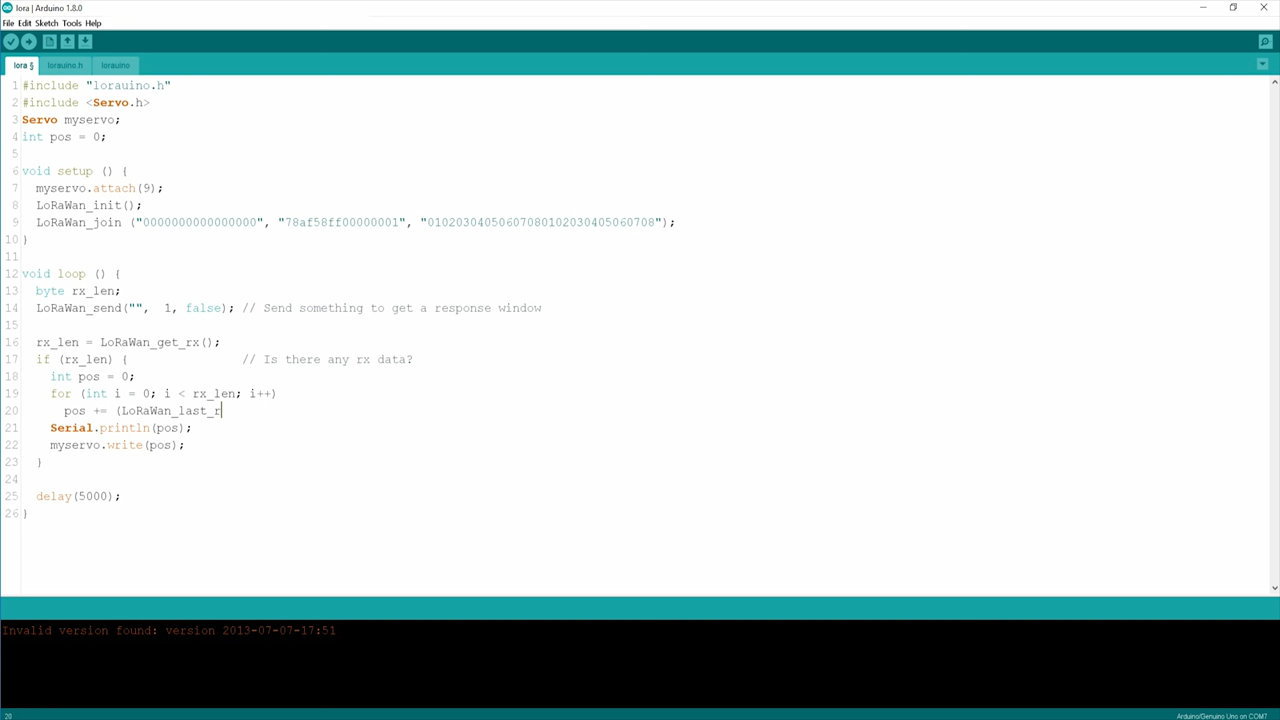 lora | Arduino 1.8.0
File Edit Sketch Tools Help
lora § lorauino.h lorauino
1 #include "lorauino.h"
2 #include <Servo.h>
3 Servo myservo;
4 int pos = 0;
5
6 void setup () {
7 myservo.attach(9);
8 LoRaWan_init();
9 LoRaWan_join ("0000000000000000", "78af58ff00000001", "01020304050607080102030405060708");
10 }
11
12 void loop () {
13 byte rx_len;
14 LoRaWan_send("", 1, false); // Send something to get a response window
15
16 rx_len = LoRaWan_get_rx();
17 if (rx_len) { // Is there any rx data?
18 int pos = 0;
19 for (int i = 0; i < rx_len; i++)
20 pos += (LoRaWan_last_r
21 Serial.println(pos);
22 myservo.write(pos);
23 }
24
25 delay(5000);
26 }
Invalid version found: version 2013-07-07-17:51
20 Arduino/Genuino Uno on COM7